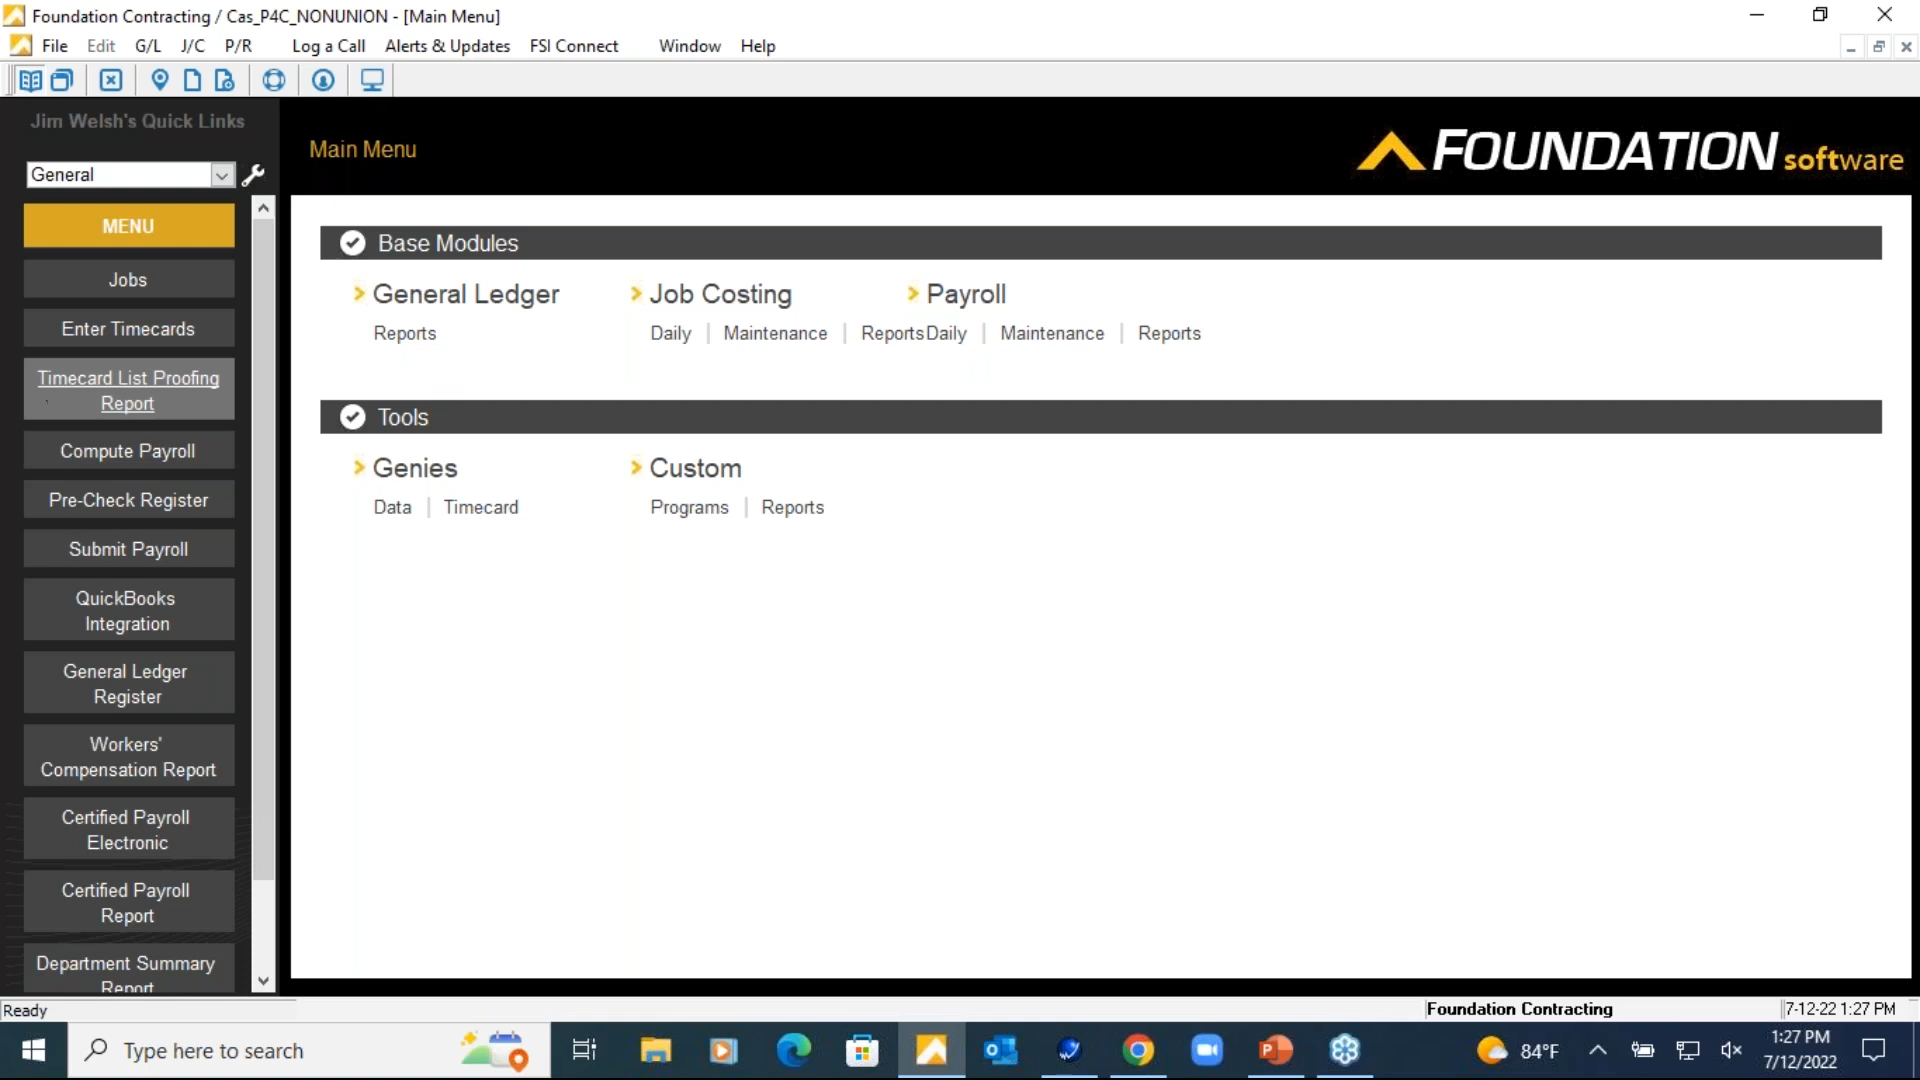 Foundation Contracting / Cas_P4C_NONUNION - [Main Menu]
File Edit G/L J/C P/R Log a Call Alerts & Updates FSI Connect Window Help
Jim Welsh's Quick Links
General
Main Menu
FOUNDATION software
MENU
Jobs
Enter Timecards
Timecard List Proofing
Report
Compute Payroll
Pre-Check Register
Submit Payroll
QuickBooks
Integration
General Ledger
Register
Workers'
Compensation Report
Certified Payroll
Electronic
Certified Payroll
Report
Department Summary
Report
Base Modules
General Ledger Job Costing Payroll
Reports Daily | Maintenance | Reports Daily | Maintenance | Reports
Tools
Genies Custom
Data | Timecard Programs | Reports
Ready Foundation Contracting 7-12-22 1:27 PM
Type here to search 84°F 1:27 PM
7/12/2022